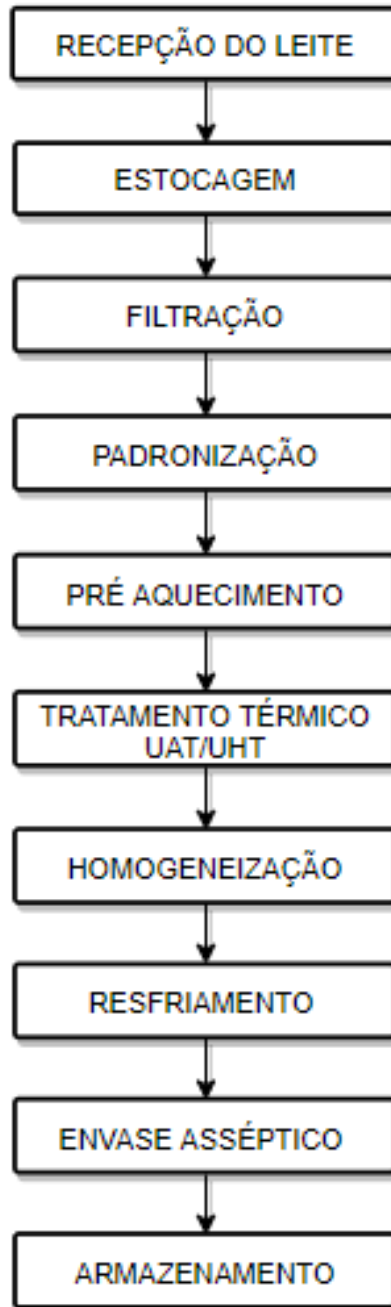 RECEPÇÃO DO LEITE
ESTOCAGEM
FILTRAÇÃO
PADRONIZAÇÃO
PRÉ AQUECIMENTO
TRATAMENTO TÉRMICO
UAT/UHT
HOMOGENEIZAÇÃO
RESFRIAMENTO
ENVASE ASSÉPTICO
ARMAZENAMENTO